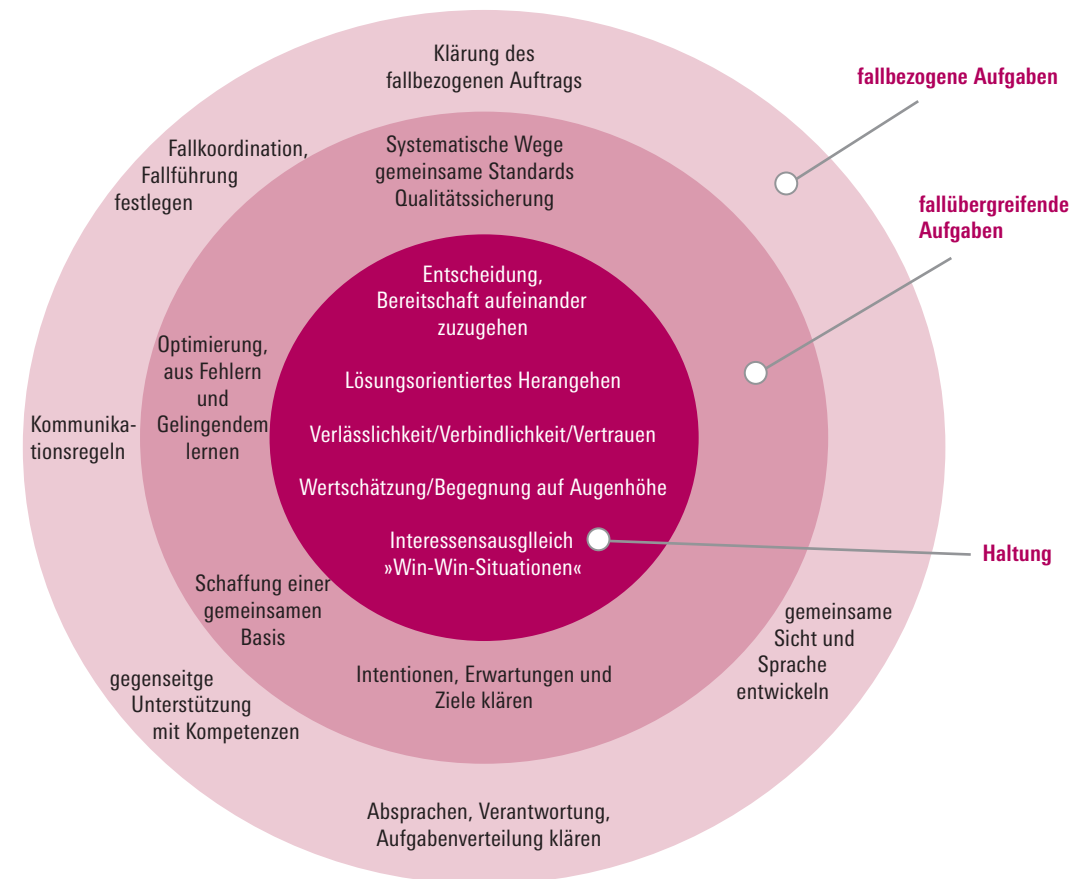 Klärung des
fallbezogenen Auftrags
fallbezogene Aufgaben
Fallkoordination,
Fallführung
festlegen
Systematische Wege
gemeinsame Standards
Qualitätssicherung
fallübergreifende
Aufgaben
Entscheidung,
Bereitschaft aufeinander
zuzugehen
Optimierung,
aus Fehlern
und
Gelingendem
lernen
Lösungsorientiertes Herangehen
Kommunika-
tionsregeln
Verlässlichkeit/Verbindlichkeit/Vertrauen
Wertschätzung/Begegnung auf Augenhöhe
Interessensausglleich
»Win-Win-Situationen«
Haltung
Schaffung einer
gemeinsamen
Basis
gemeinsame
Sicht und
Sprache
entwickeln
Intentionen, Erwartungen und
Ziele klären
gegenseitge
Unterstützung
mit Kompetenzen
Absprachen, Verantwortung,
Aufgabenverteilung klären